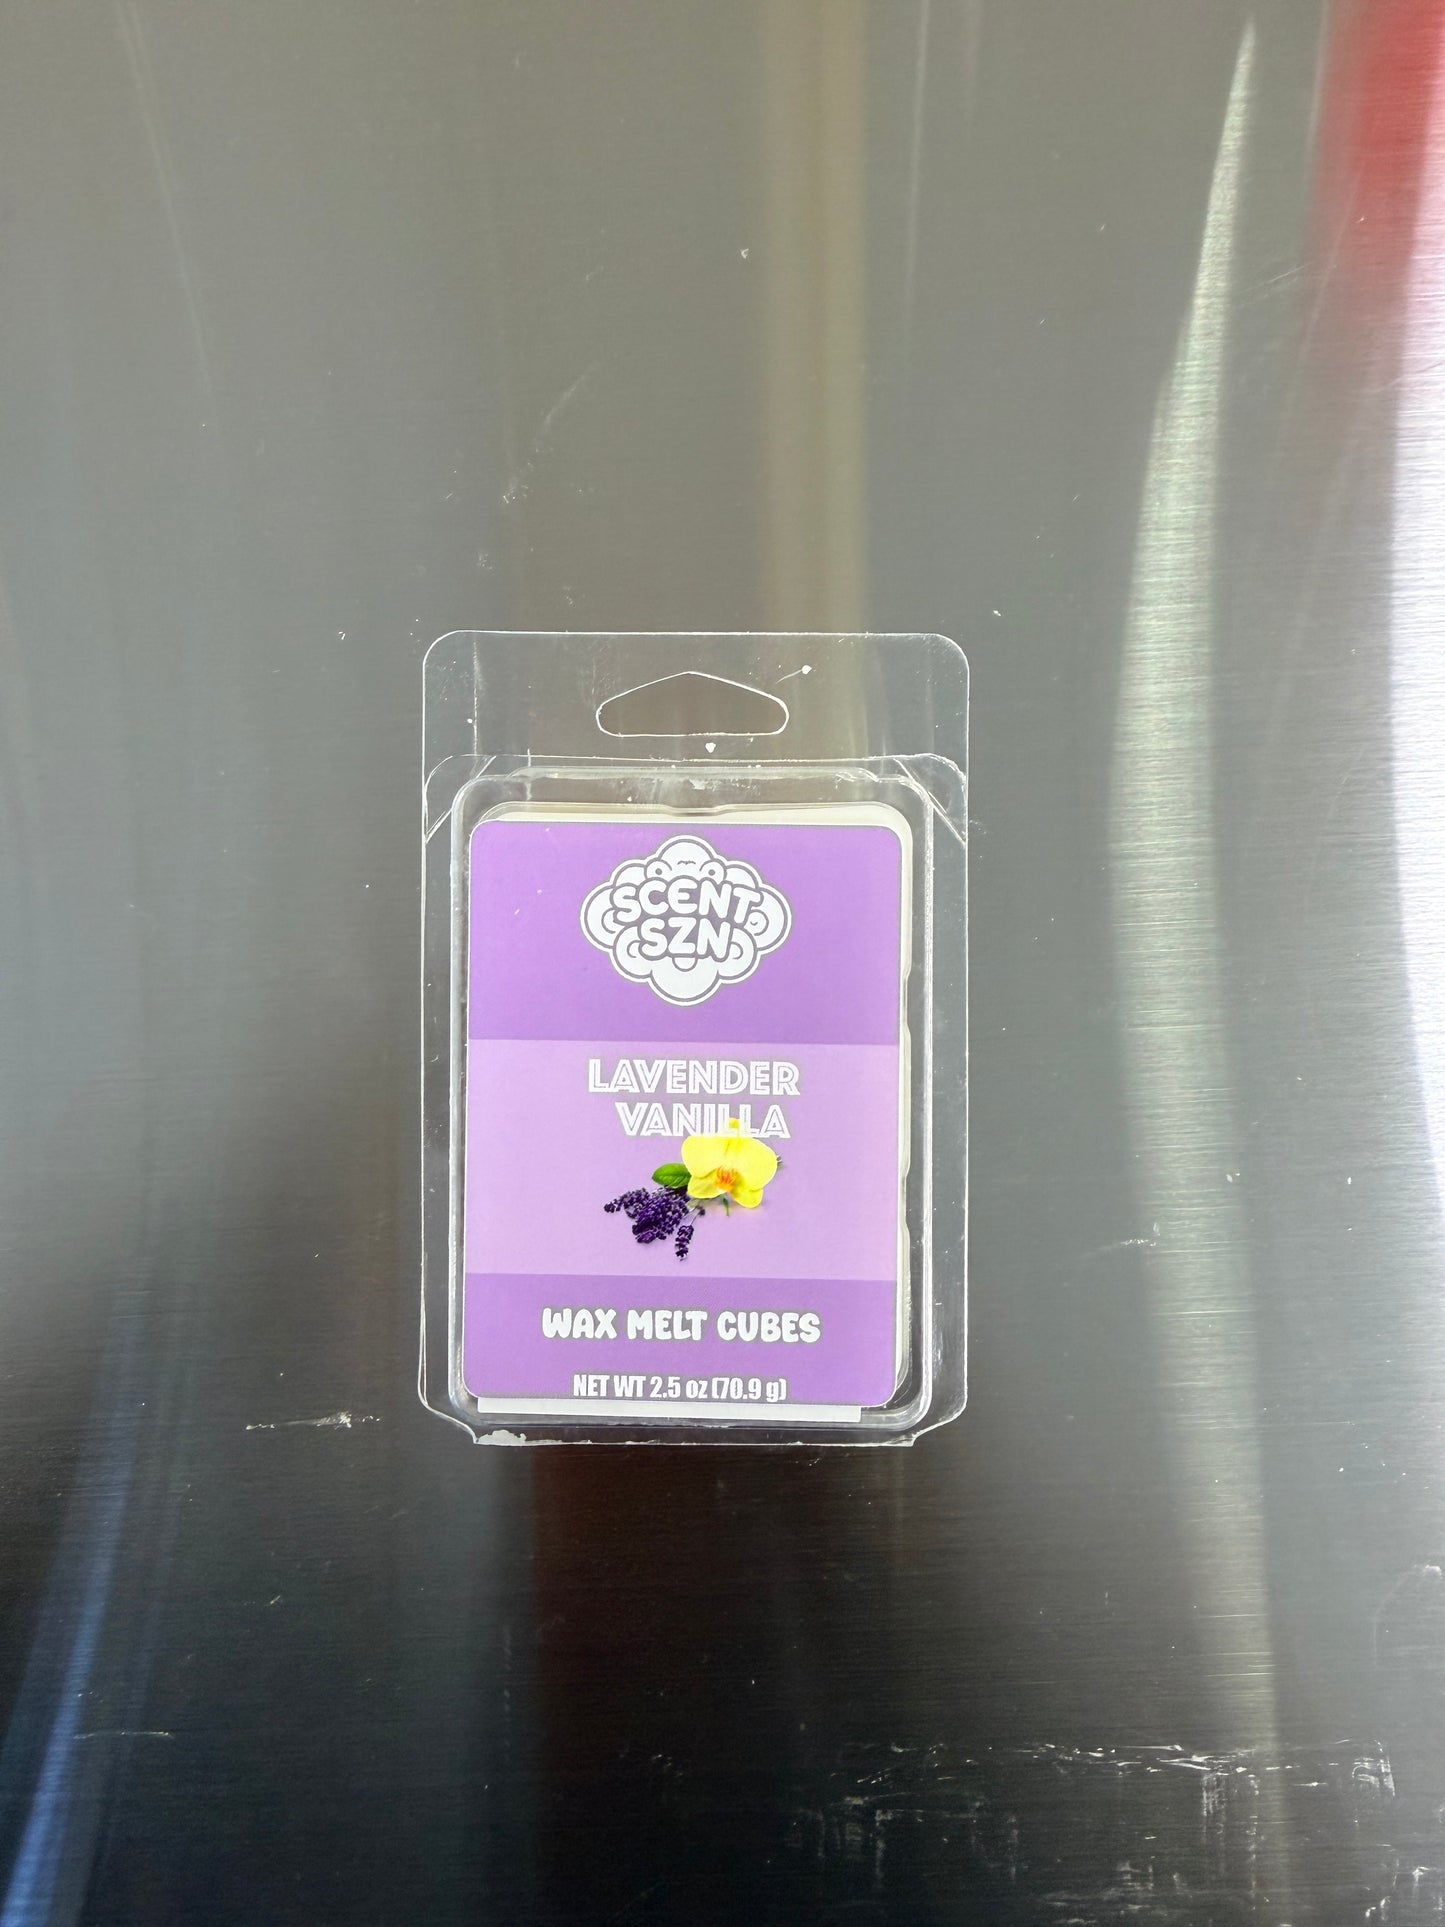 SCENT
SZN
LAVENDER
VANILLA
WAX MELT CUBES
NET WT 2.5 oz (70.9 g)